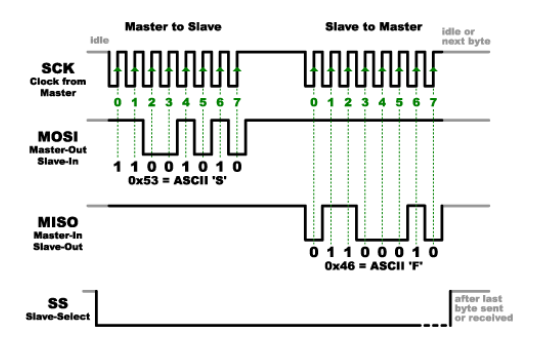 Master to Slave
Slave to Master
idle
idle or
next byte
SCK
Clock from
Master
0 1 2 3 4 5 6 7
0 1 2 3 4 5 6 7
MOSI
Master-Out
Slave-In
1 1 0 0 1 0 1 0
0x53 = ASCII 'S'
MISO
Master-In
Slave-Out
0 1 1 0 0 0 1 0
0x46 = ASCII 'F'
SS
Slave-Select
after last
byte sent
or received